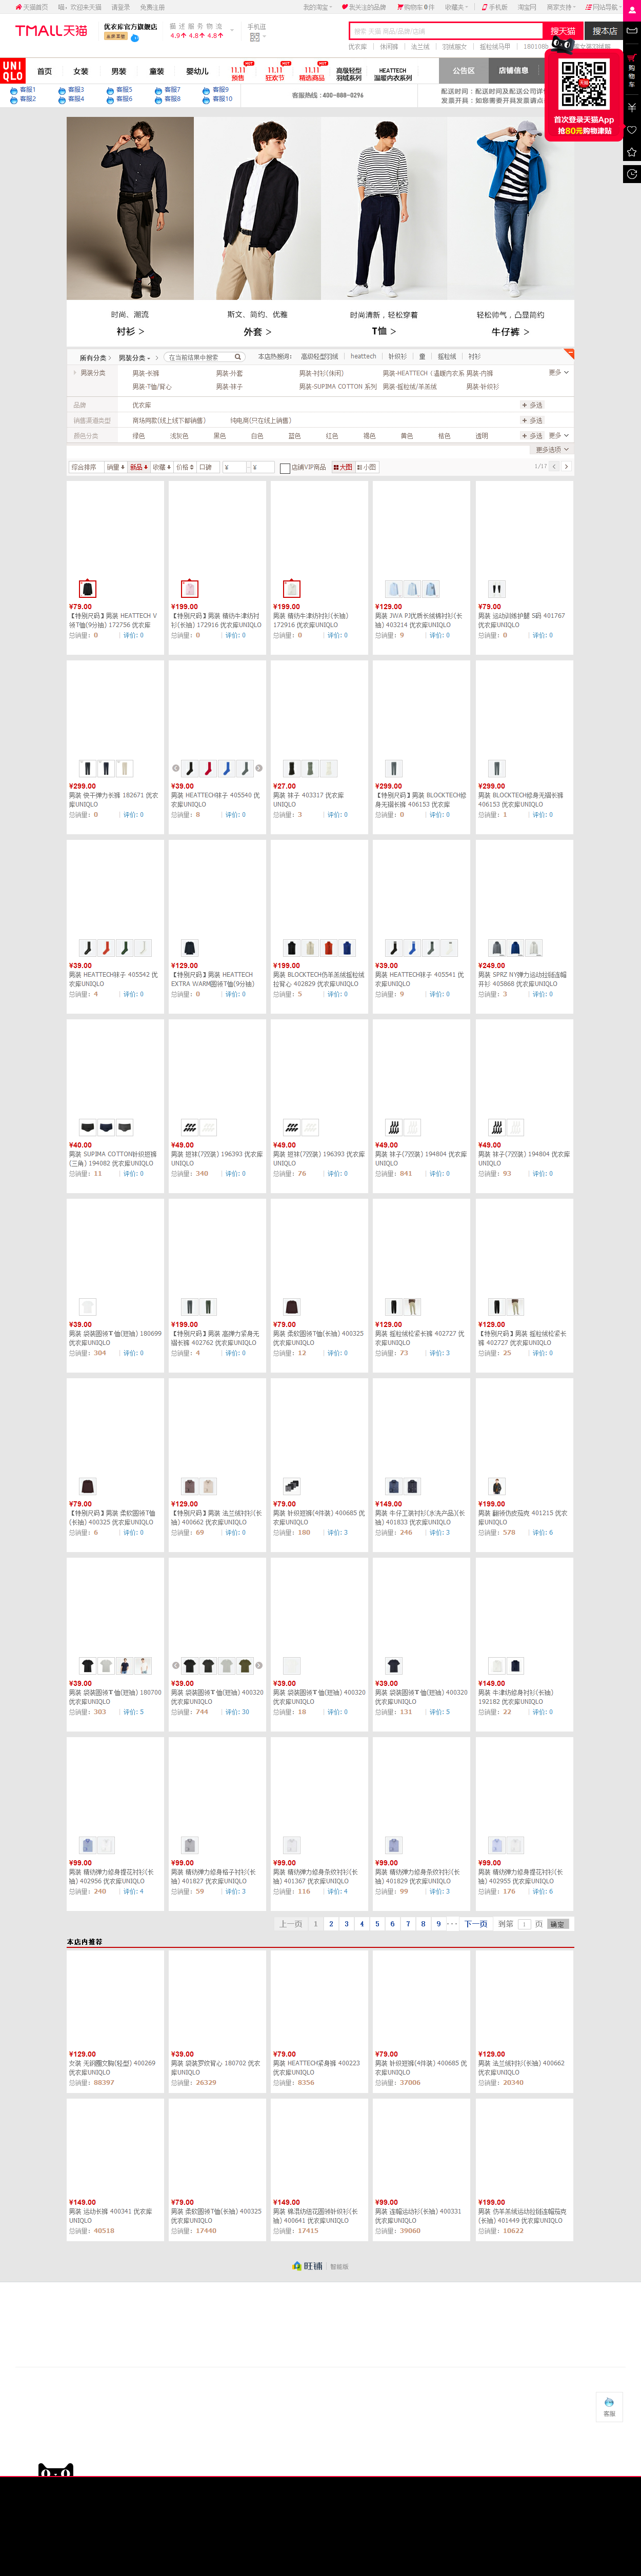 天猫首页 喵,欢迎来天猫 请登录 免费注册 我的淘宝 我关注的品牌 购物车0件 收藏夹 手机版 淘宝网 商家支持 网站导航
TMALL天猫 优衣库官方旗舰店 描述 服务 物流 4.9 4.8 4.8 手机逛
搜索 天猫 商品/品牌/店铺 搜天猫 搜本店
优衣库 休闲裤 法兰绒 羽绒服女 摇粒绒马甲
UNIQLO 首页 女装 男装 童装 婴幼儿 11.11预售 11.11狂欢节 11.11精选商品 高级轻型羽绒系列 HEATTECH温暖内衣系列 公告区 店铺信息
客服1 客服3 客服5 客服7 客服9
客服2 客服4 客服6 客服8 客服10
客服热线:400-888-0296
首次登录天猫App
抢80元购物津贴
购物车
时尚、潮流 斯文、简约、优雅 时尚清新,轻松穿着 轻松帅气,凸显简约
衬衫 > 外套 > T恤 > 牛仔裤 >
所有分类 > 男装分类 > 在当前结果中搜索 本店热搜词: 高级轻型羽绒 heattech 针织衫 童 摇粒绒 衬衫
男装分类 男装-长裤 男装-外套 男装-衬衫(休闲) 男装-HEATTECH(温暖内衣系 男装-内裤 更多
男装-T恤/背心 男装-袜子 男装-SUPIMA COTTON 系列 男装-摇粒绒/羊羔绒 男装-针织衫
品牌 优衣库 + 多选
销售渠道类型 商场同款(线上线下都销售) 纯电商(只在线上销售) + 多选
颜色分类 绿色 浅灰色 黑色 白色 蓝色 红色 褐色 黄色 桔色 透明 + 多选 更多
更多选项
综合排序 销量 新品 收藏 价格 口碑 ¥ - ¥ 店铺VIP商品 大图 小图 1/17
¥79.00 ¥199.00 ¥199.00 ¥129.00 ¥79.00
【特别尺码】男装 HEATTECH V领T恤(9分袖) 172756 优衣库 【特别尺码】男装 精纺牛津纺衬衫(长袖) 172916 优衣库UNIQLO 男装 精纺牛津纺衬衫(长袖) 172916 优衣库UNIQLO 男装 JWA PJ优质长绒棉衬衫(长袖) 403214 优衣库UNIQLO 男装 运动训练护腿 S码 401767 优衣库UNIQLO
总销量:0 评价:0 总销量:0 评价:0 总销量:0 评价:0 总销量:9 评价:0 总销量:0 评价:0
¥299.00 ¥39.00 ¥27.00 ¥299.00 ¥299.00
男装 快干弹力长裤 182671 优衣库UNIQLO 男装 HEATTECH袜子 405540 优衣库UNIQLO 男装 袜子 403317 优衣库UNIQLO 【特别尺码】男装 BLOCKTECH修身无褶长裤 406153 优衣库 男装 BLOCKTECH修身无褶长裤 406153 优衣库UNIQLO
总销量:0 评价:0 总销量:8 评价:0 总销量:3 评价:0 总销量:0 评价:0 总销量:1 评价:0
¥39.00 ¥129.00 ¥199.00 ¥39.00 ¥249.00
男装 HEATTECH袜子 405542 优衣库UNIQLO 【特别尺码】男装 HEATTECH EXTRA WARM圆领T恤(9分袖) 男装 BLOCKTECH仿羊羔绒摇粒绒拉背心 402829 优衣库UNIQLO 男装 HEATTECH袜子 405541 优衣库UNIQLO 男装 SPRZ NY弹力运动拉链连帽开衫 405868 优衣库UNIQLO
总销量:4 评价:0 总销量:0 评价:0 总销量:5 评价:0 总销量:9 评价:0 总销量:3 评价:0
¥40.00 ¥49.00 ¥49.00 ¥49.00 ¥49.00
男装 SUPIMA COTTON针织短裤(三角) 194082 优衣库UNIQLO 男装 短袜(7双装) 196393 优衣库UNIQLO 男装 短袜(7双装) 196393 优衣库UNIQLO 男装 袜子(7双装) 194804 优衣库UNIQLO 男装 袜子(7双装) 194804 优衣库UNIQLO
总销量:11 评价:0 总销量:340 评价:0 总销量:76 评价:0 总销量:841 评价:0 总销量:93 评价:0
¥39.00 ¥199.00 ¥79.00 ¥129.00 ¥129.00
男装 袋装圆领T恤(短袖) 180699 优衣库UNIQLO 【特别尺码】男装 高弹力紧身无褶长裤 402762 优衣库UNIQLO 男装 柔软圆领T恤(长袖) 400325 优衣库UNIQLO 男装 摇粒绒松紧长裤 402727 优衣库UNIQLO 【特别尺码】男装 摇粒绒松紧长裤 402727 优衣库UNIQLO
总销量:304 评价:0 总销量:4 评价:0 总销量:12 评价:0 总销量:73 评价:3 总销量:25 评价:0
¥79.00 ¥129.00 ¥79.00 ¥149.00 ¥199.00
【特别尺码】男装 柔软圆领T恤(长袖) 400325 优衣库UNIQLO 【特别尺码】男装 法兰绒衬衫(长袖) 400662 优衣库UNIQLO 男装 针织短裤(4件装) 400685 优衣库UNIQLO 男装 牛仔工装衬衫(水洗产品)(长袖) 401833 优衣库UNIQLO 男装 翻领仿皮茄克 401215 优衣库UNIQLO
总销量:6 评价:0 总销量:69 评价:0 总销量:180 评价:3 总销量:246 评价:3 总销量:578 评价:6
¥39.00 ¥39.00 ¥39.00 ¥39.00 ¥149.00
男装 袋装圆领T恤(短袖) 180700 优衣库UNIQLO 男装 袋装圆领T恤(短袖) 400320 优衣库UNIQLO 男装 袋装圆领T恤(短袖) 400320 优衣库UNIQLO 男装 袋装圆领T恤(短袖) 400320 优衣库UNIQLO 男装 牛津纺修身衬衫(长袖) 192182 优衣库UNIQLO
总销量:303 评价:5 总销量:744 评价:30 总销量:18 评价:0 总销量:131 评价:5 总销量:22 评价:0
¥99.00 ¥99.00 ¥99.00 ¥99.00 ¥99.00
男装 精纺弹力修身提花衬衫(长袖) 402956 优衣库UNIQLO 男装 精纺弹力修身格子衬衫(长袖) 401827 优衣库UNIQLO 男装 精纺弹力修身条纹衬衫(长袖) 401367 优衣库UNIQLO 男装 精纺弹力修身条纹衬衫(长袖) 401829 优衣库UNIQLO 男装 精纺弹力修身提花衬衫(长袖) 402955 优衣库UNIQLO
总销量:240 评价:4 总销量:59 评价:3 总销量:116 评价:4 总销量:99 评价:3 总销量:176 评价:6
上一页 1 2 3 4 5 6 7 8 9 ... 下一页 到第 1 页 确定
本店内推荐
¥129.00 ¥39.00 ¥79.00 ¥79.00 ¥129.00
女装 无钢圈文胸(轻型) 400269 优衣库UNIQLO 男装 袋装罗纹背心 180702 优衣库UNIQLO 男装 HEATTECH紧身裤 400223 优衣库UNIQLO 男装 针织短裤(4件装) 400685 优衣库UNIQLO 男装 法兰绒衬衫(长袖) 400662 优衣库UNIQLO
总销量:88397 总销量:26329 总销量:8356 总销量:37006 总销量:20340
¥149.00 ¥79.00 ¥149.00 ¥99.00 ¥199.00
男装 运动长裤 400341 优衣库UNIQLO 男装 柔软圆领T恤(长袖) 400325 优衣库UNIQLO 男装 棉混纺扭花圆领针织衫(长袖) 400641 优衣库UNIQLO 男装 连帽运动衫(长袖) 400331 优衣库UNIQLO 男装 仿羊羔绒运动拉链连帽茄克(长袖) 401449 优衣库UNIQLO
总销量:40518 总销量:17440 总销量:17415 总销量:39060 总销量:10622
旺铺 智能版
客服